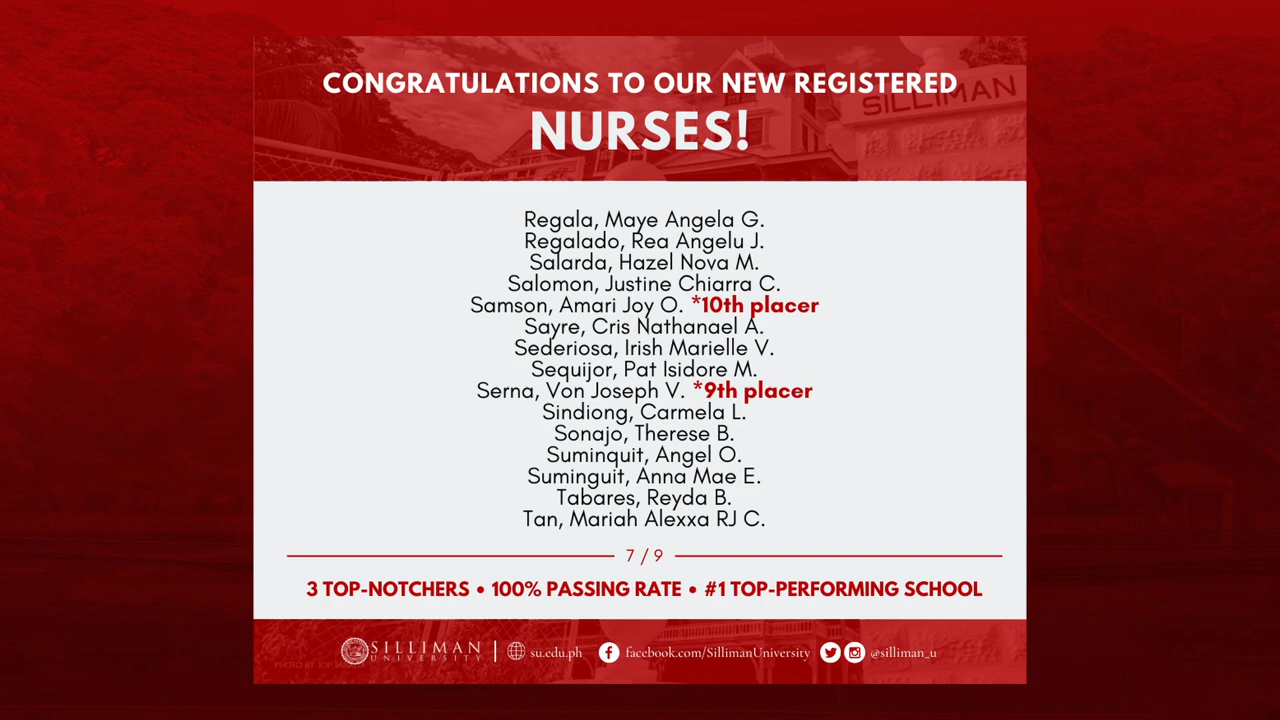 SILLIMAN
CONGRATULATIONS TO OUR NEW REGISTERED
NURSES!
Regala, Maye Angela G.
Regalado, Rea Angelu J.
Salarda, Hazel Nova M.
Salomon, Justine Chiarra C.
Samson, Amari Joy O. *10th placer
Sayre, Cris Nathanael A.
Sederiosa, Irish Marielle V.
Sequijor, Pat Isidore M.
Serna, Von Joseph V. *9th placer
Sindiong, Carmela L.
Sonajo, Therese B.
Suminquit, Angel O.
Suminguit, Anna Mae E.
Tabares, Reyda B.
Tan, Mariah Alexxa RJ C.
7 / 9
3 TOP-NOTCHERS • 100% PASSING RATE • #1 TOP-PERFORMING SCHOOL
SILLIMAN
UNIVERSITY
su.edu.ph
facebook.com/SillimanUniversity
@silliman_u
PHOTO BY